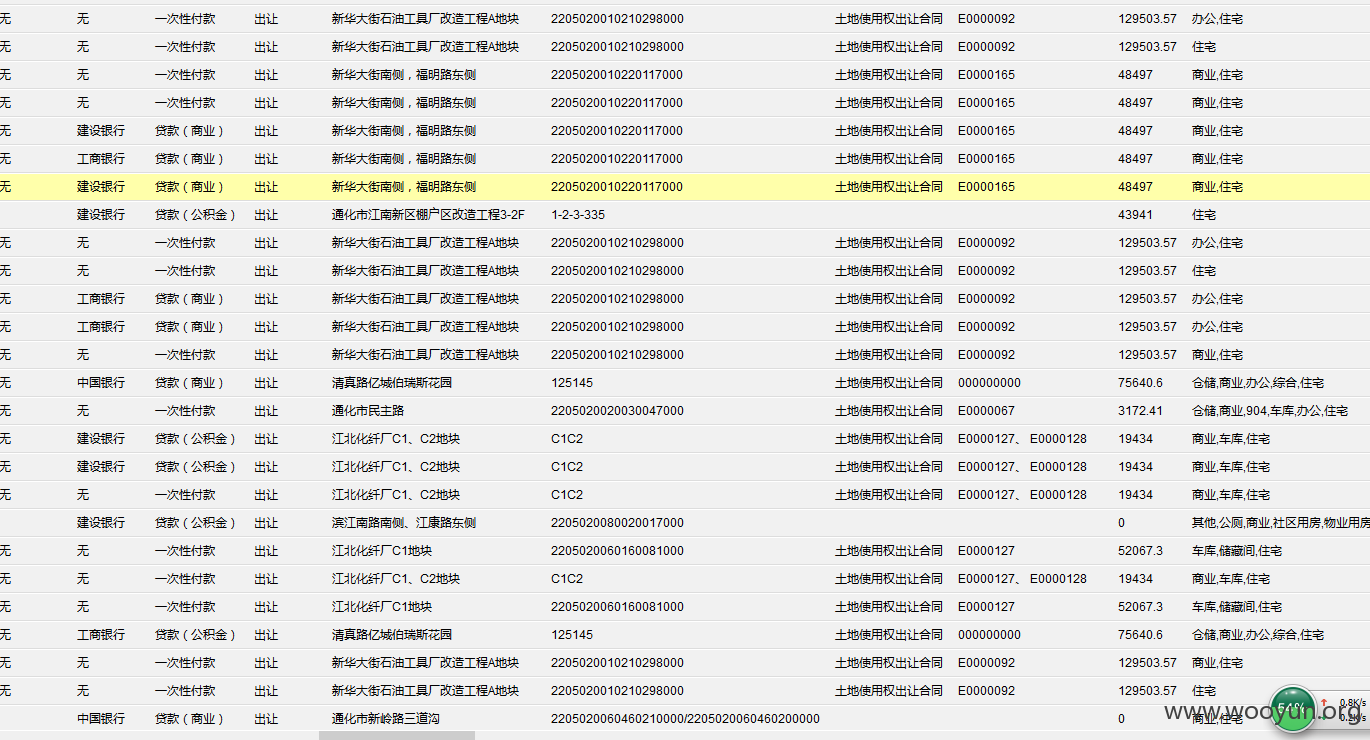 无 无 一次性付款 出让 新华大街石油工具厂改造工程A地块 2205020010210298000 土地使用权出让合同 E0000092 129503.57 办公,住宅
无 无 一次性付款 出让 新华大街石油工具厂改造工程A地块 2205020010210298000 土地使用权出让合同 E0000092 129503.57 住宅
无 无 一次性付款 出让 新华大街南侧，福明路东侧 2205020010220117000 土地使用权出让合同 E0000165 48497 商业,住宅
无 无 一次性付款 出让 新华大街南侧，福明路东侧 2205020010220117000 土地使用权出让合同 E0000165 48497 商业,住宅
无 建设银行 贷款（商业） 出让 新华大街南侧，福明路东侧 2205020010220117000 土地使用权出让合同 E0000165 48497 商业,住宅
无 工商银行 贷款（商业） 出让 新华大街南侧，福明路东侧 2205020010220117000 土地使用权出让合同 E0000165 48497 商业,住宅
无 建设银行 贷款（商业） 出让 新华大街南侧，福明路东侧 2205020010220117000 土地使用权出让合同 E0000165 48497 商业,住宅
建设银行 贷款（公积金） 出让 通化市江南新区棚户区改造工程3-2F 1-2-3-335 43941 住宅
无 无 一次性付款 出让 新华大街石油工具厂改造工程A地块 2205020010210298000 土地使用权出让合同 E0000092 129503.57 办公,住宅
无 无 一次性付款 出让 新华大街石油工具厂改造工程A地块 2205020010210298000 土地使用权出让合同 E0000092 129503.57 住宅
无 工商银行 贷款（商业） 出让 新华大街石油工具厂改造工程A地块 2205020010210298000 土地使用权出让合同 E0000092 129503.57 办公,住宅
无 工商银行 贷款（商业） 出让 新华大街石油工具厂改造工程A地块 2205020010210298000 土地使用权出让合同 E0000092 129503.57 办公,住宅
无 无 一次性付款 出让 新华大街石油工具厂改造工程A地块 2205020010210298000 土地使用权出让合同 E0000092 129503.57 商业,住宅
无 中国银行 贷款（商业） 出让 清真路亿城伯瑞斯花园 125145 土地使用权出让合同 000000000 75640.6 仓储,商业,办公,综合,住宅
无 无 一次性付款 出让 通化市民主路 2205020020030047000 土地使用权出让合同 E0000067 3172.41 仓储,商业,904,车库,办公,住宅
无 建设银行 贷款（公积金） 出让 江北化纤厂C1、C2地块 C1C2 土地使用权出让合同 E0000127、 E0000128 19434 商业,车库,住宅
无 建设银行 贷款（公积金） 出让 江北化纤厂C1、C2地块 C1C2 土地使用权出让合同 E0000127、 E0000128 19434 商业,车库,住宅
无 无 一次性付款 出让 江北化纤厂C1、C2地块 C1C2 土地使用权出让合同 E0000127、 E0000128 19434 商业,车库,住宅
建设银行 贷款（公积金） 出让 滨江南路南侧、江康路东侧 2205020080020017000 0 其他,公厕,商业,社区用房,物业用房
无 无 一次性付款 出让 江北化纤厂C1地块 2205020060160081000 土地使用权出让合同 E0000127 52067.3 车库,储藏间,住宅
无 无 一次性付款 出让 江北化纤厂C1、C2地块 C1C2 土地使用权出让合同 E0000127、 E0000128 19434 商业,车库,住宅
无 无 一次性付款 出让 江北化纤厂C1地块 2205020060160081000 土地使用权出让合同 E0000127 52067.3 车库,储藏间,住宅
无 工商银行 贷款（公积金） 出让 清真路亿城伯瑞斯花园 125145 土地使用权出让合同 000000000 75640.6 仓储,商业,办公,综合,住宅
无 无 一次性付款 出让 新华大街石油工具厂改造工程A地块 2205020010210298000 土地使用权出让合同 E0000092 129503.57 商业,住宅
无 无 一次性付款 出让 新华大街石油工具厂改造工程A地块 2205020010210298000 土地使用权出让合同 E0000092 129503.57 住宅
中国银行 贷款（商业） 出让 通化市新岭路三道沟 2205020060460210000/2205020060460200000 0 商业,住宅
54% 0.8K/s
0.2K/s
www.wooyun.org